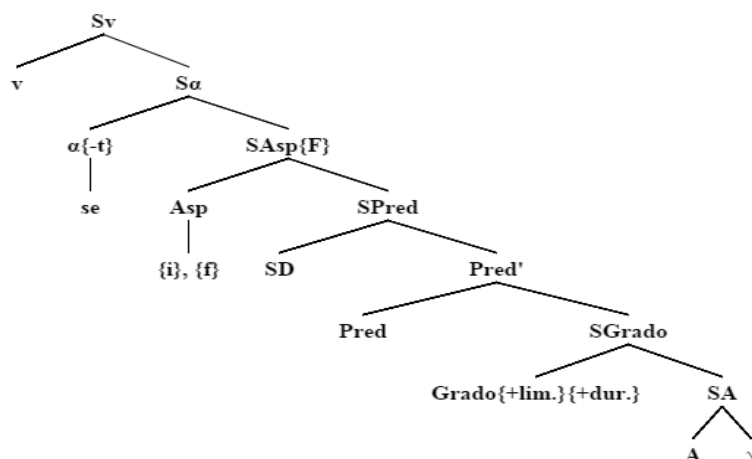 Sv
v Sα
α{-t} SAsp{F}
se Asp SPred
{i}, {f} SD Pred'
Pred SGrado
Grado{+lim.}{+dur.} SA
A